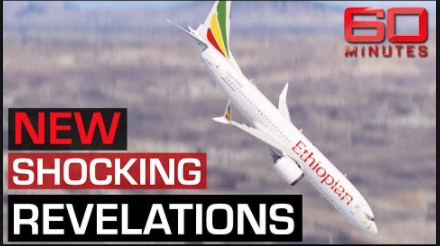 60
MINUTES
Ethiopian
NEW
SHOCKING
REVELATIONS